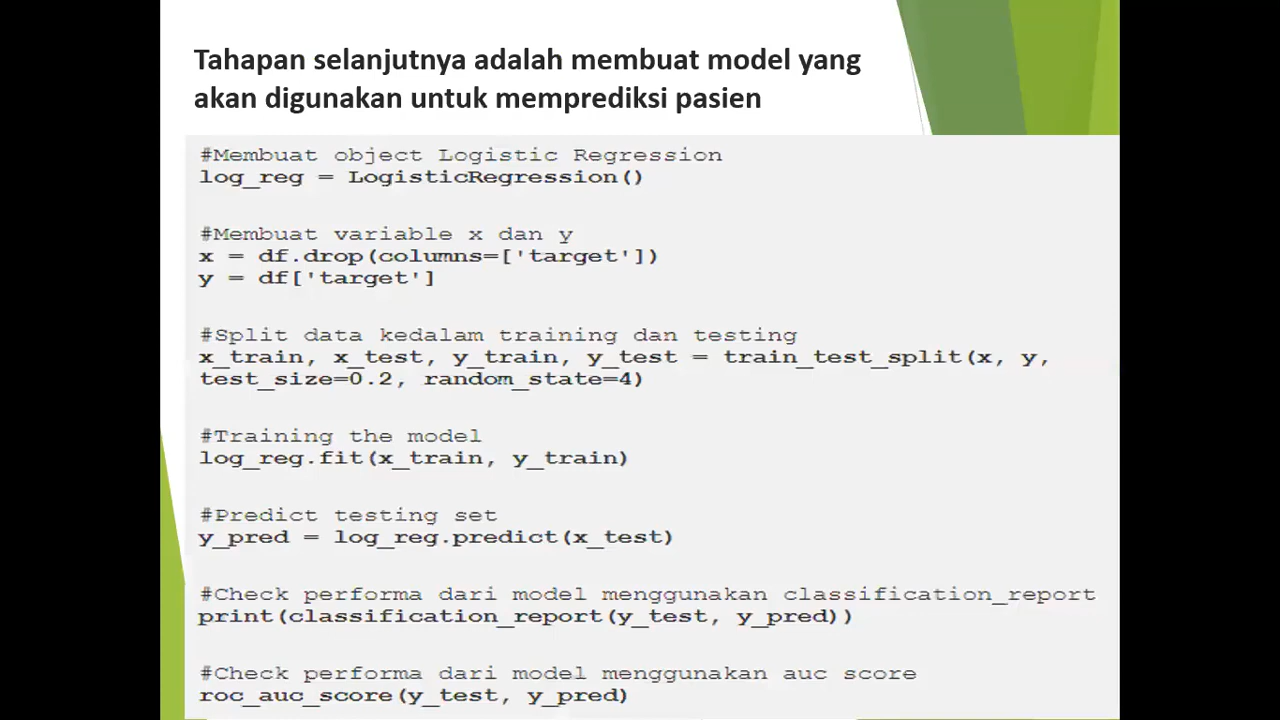 Tahapan selanjutnya adalah membuat model yang
akan digunakan untuk memprediksi pasien
#Membuat object Logistic Regression
log_reg = LogisticRegression()
#Membuat variable x dan y
x = df.drop(columns=['target'])
y = df['target']
#Split data kedalam training dan testing
x_train, x_test, y_train, y_test = train_test_split(x, y,
test_size=0.2, random_state=4)
#Training the model
log_reg.fit(x_train, y_train)
#Predict testing set
y_pred = log_reg.predict(x_test)
#Check performa dari model menggunakan classification_report
print(classification_report(y_test, y_pred))
#Check performa dari model menggunakan auc score
roc_auc_score(y_test, y_pred)